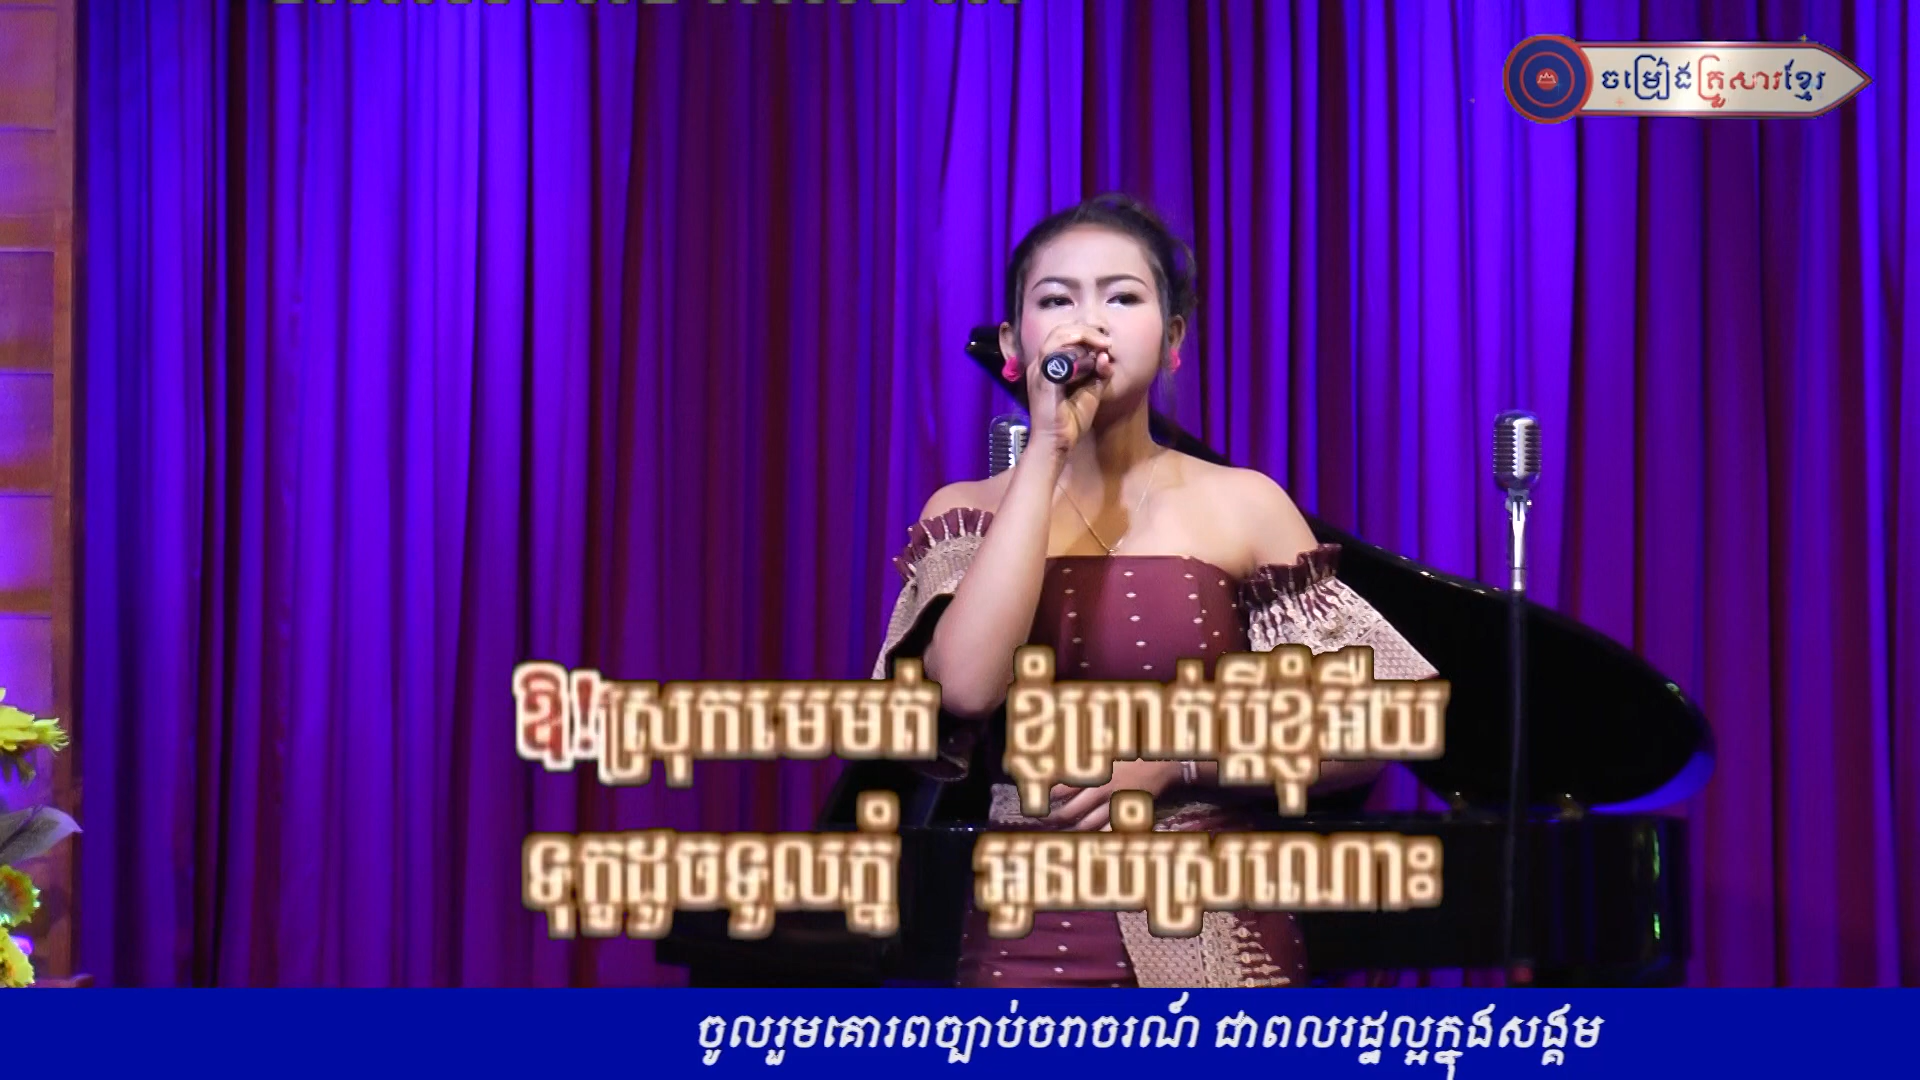 ចម្រៀងគ្រួសារខ្មែរ
ឱ!ស្រុកមេមត់ ខ្ញុំព្រាត់ប្ដីខ្ញុំអឺយ
ទុក្ខដូចទូលភ្នំ អូនយំស្រណោះ
ចូលរួមគោរពច្បាប់ចរាចរណ៍ ជាពលរដ្ឋល្អក្នុងសង្គម